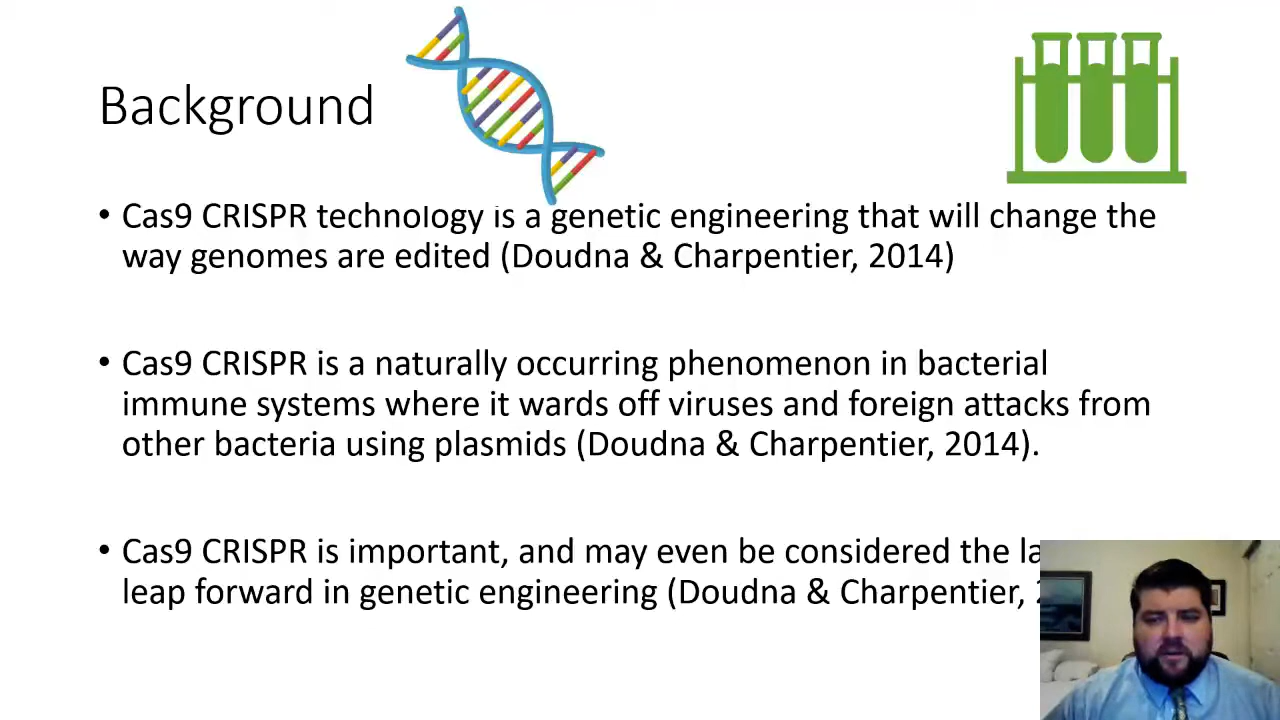 Background
• Cas9 CRISPR technology is a genetic engineering that will change the
way genomes are edited (Doudna & Charpentier, 2014)
• Cas9 CRISPR is a naturally occurring phenomenon in bacterial
immune systems where it wards off viruses and foreign attacks from
other bacteria using plasmids (Doudna & Charpentier, 2014).
• Cas9 CRISPR is important, and may even be considered the
leap forward in genetic engineering (Doudna & Charpentier,